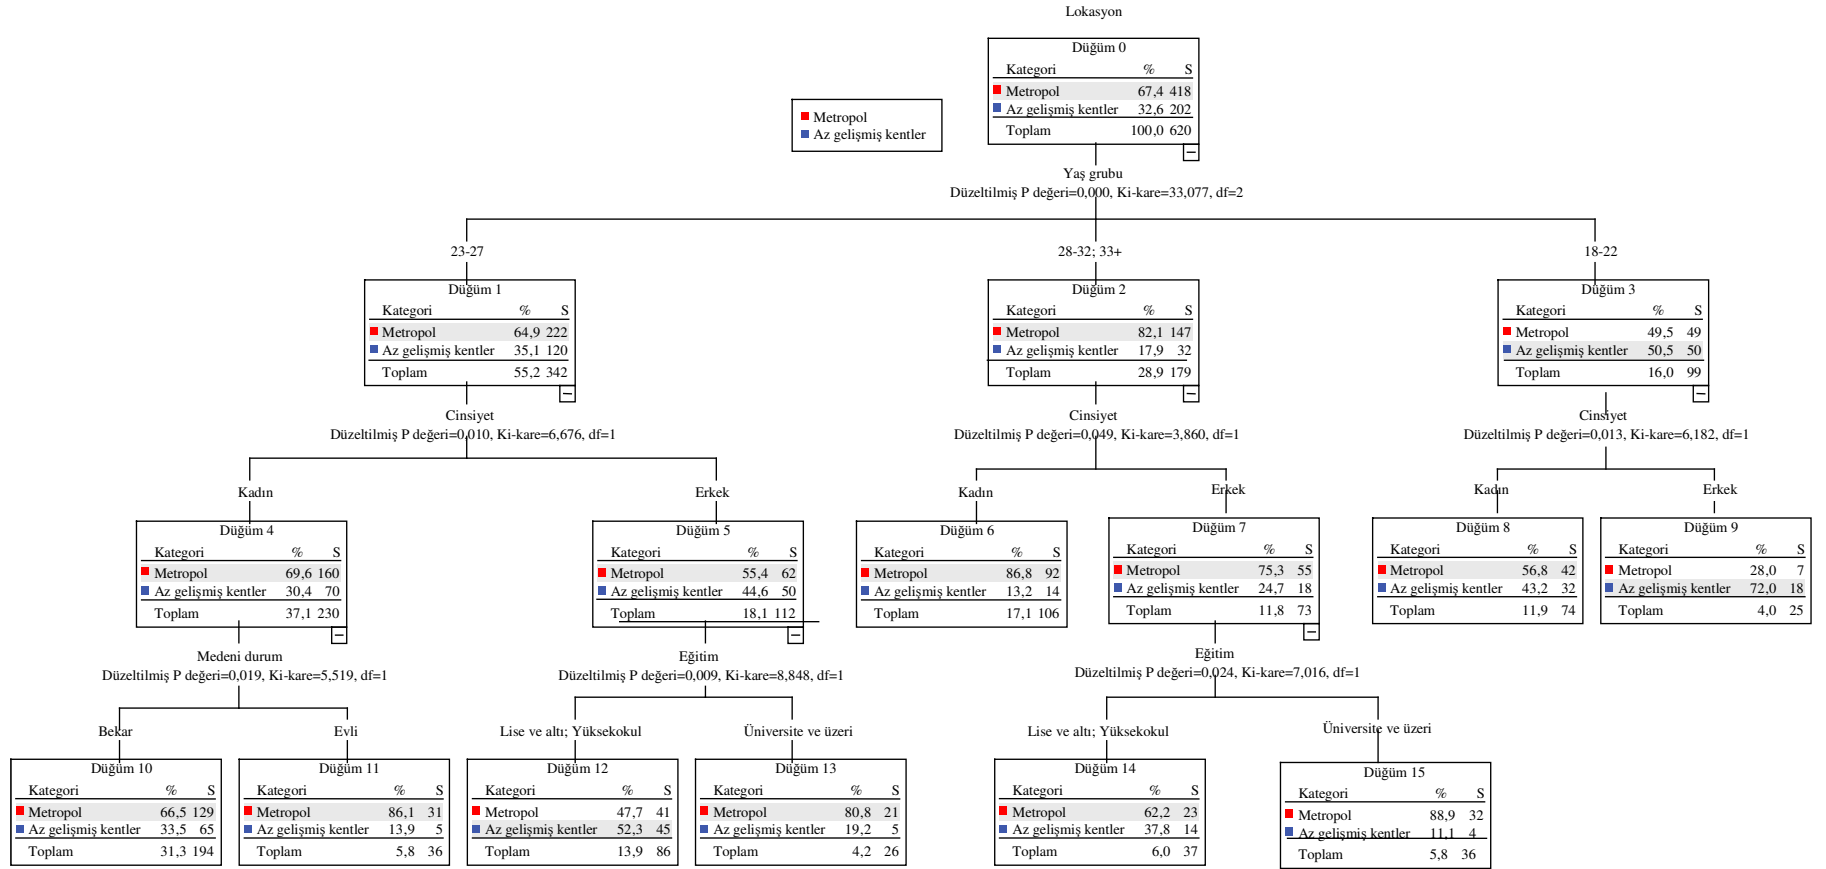 Lokasyon
Düğüm 0
Kategori % S
Metropol 67,4 418
Az gelişmiş kentler 32,6 202
Toplam 100,0 620
Metropol
Az gelişmiş kentler
Yaş grubu
Düzeltilmiş P değeri=0,000, Ki-kare=33,077, df=2
23-27
28-32; 33+
18-22
Düğüm 1
Kategori % S
Metropol 64,9 222
Az gelişmiş kentler 35,1 120
Toplam 55,2 342
Düğüm 2
Kategori % S
Metropol 82,1 147
Az gelişmiş kentler 17,9 32
Toplam 28,9 179
Düğüm 3
Kategori % S
Metropol 49,5 49
Az gelişmiş kentler 50,5 50
Toplam 16,0 99
Cinsiyet
Düzeltilmiş P değeri=0,010, Ki-kare=6,676, df=1
Cinsiyet
Düzeltilmiş P değeri=0,049, Ki-kare=3,860, df=1
Cinsiyet
Düzeltilmiş P değeri=0,013, Ki-kare=6,182, df=1
Kadın
Erkek
Kadın
Erkek
Kadın
Erkek
Düğüm 4
Kategori % S
Metropol 69,6 160
Az gelişmiş kentler 30,4 70
Toplam 37,1 230
Düğüm 5
Kategori % S
Metropol 55,4 62
Az gelişmiş kentler 44,6 50
Toplam 18,1 112
Düğüm 6
Kategori % S
Metropol 86,8 92
Az gelişmiş kentler 13,2 14
Toplam 17,1 106
Düğüm 7
Kategori % S
Metropol 75,3 55
Az gelişmiş kentler 24,7 18
Toplam 11,8 73
Düğüm 8
Kategori % S
Metropol 56,8 42
Az gelişmiş kentler 43,2 32
Toplam 11,9 74
Düğüm 9
Kategori % S
Metropol 28,0 7
Az gelişmiş kentler 72,0 18
Toplam 4,0 25
Medeni durum
Düzeltilmiş P değeri=0,019, Ki-kare=5,519, df=1
Eğitim
Düzeltilmiş P değeri=0,009, Ki-kare=8,848, df=1
Eğitim
Düzeltilmiş P değeri=0,024, Ki-kare=7,016, df=1
Bekar
Evli
Lise ve altı; Yüksekokul
Üniversite ve üzeri
Lise ve altı; Yüksekokul
Üniversite ve üzeri
Düğüm 10
Kategori % S
Metropol 66,5 129
Az gelişmiş kentler 33,5 65
Toplam 31,3 194
Düğüm 11
Kategori % S
Metropol 86,1 31
Az gelişmiş kentler 13,9 5
Toplam 5,8 36
Düğüm 12
Kategori % S
Metropol 47,7 41
Az gelişmiş kentler 52,3 45
Toplam 13,9 86
Düğüm 13
Kategori % S
Metropol 80,8 21
Az gelişmiş kentler 19,2 5
Toplam 4,2 26
Düğüm 14
Kategori % S
Metropol 62,2 23
Az gelişmiş kentler 37,8 14
Toplam 6,0 37
Düğüm 15
Kategori % S
Metropol 88,9 32
Az gelişmiş kentler 11,1 4
Toplam 5,8 36